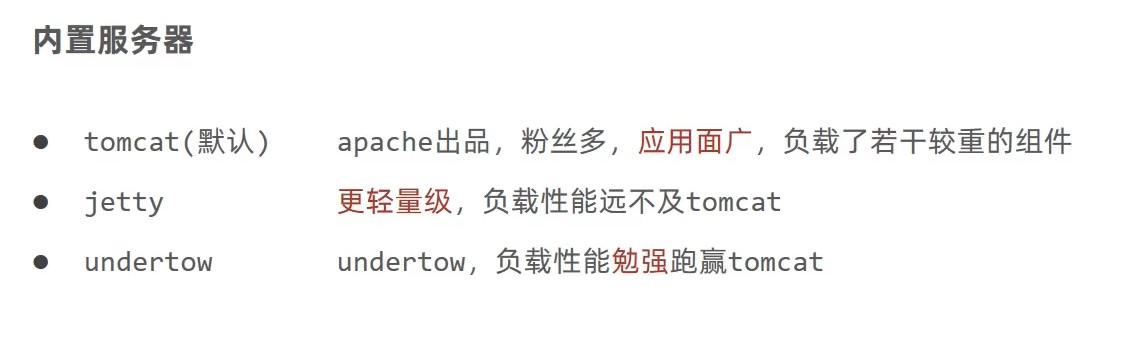 内置服务器
● tomcat(默认) apache出品，粉丝多，应用面广，负载了若干较重的组件
● jetty 更轻量级，负载性能远不及tomcat
● undertow undertow，负载性能勉强跑赢tomcat